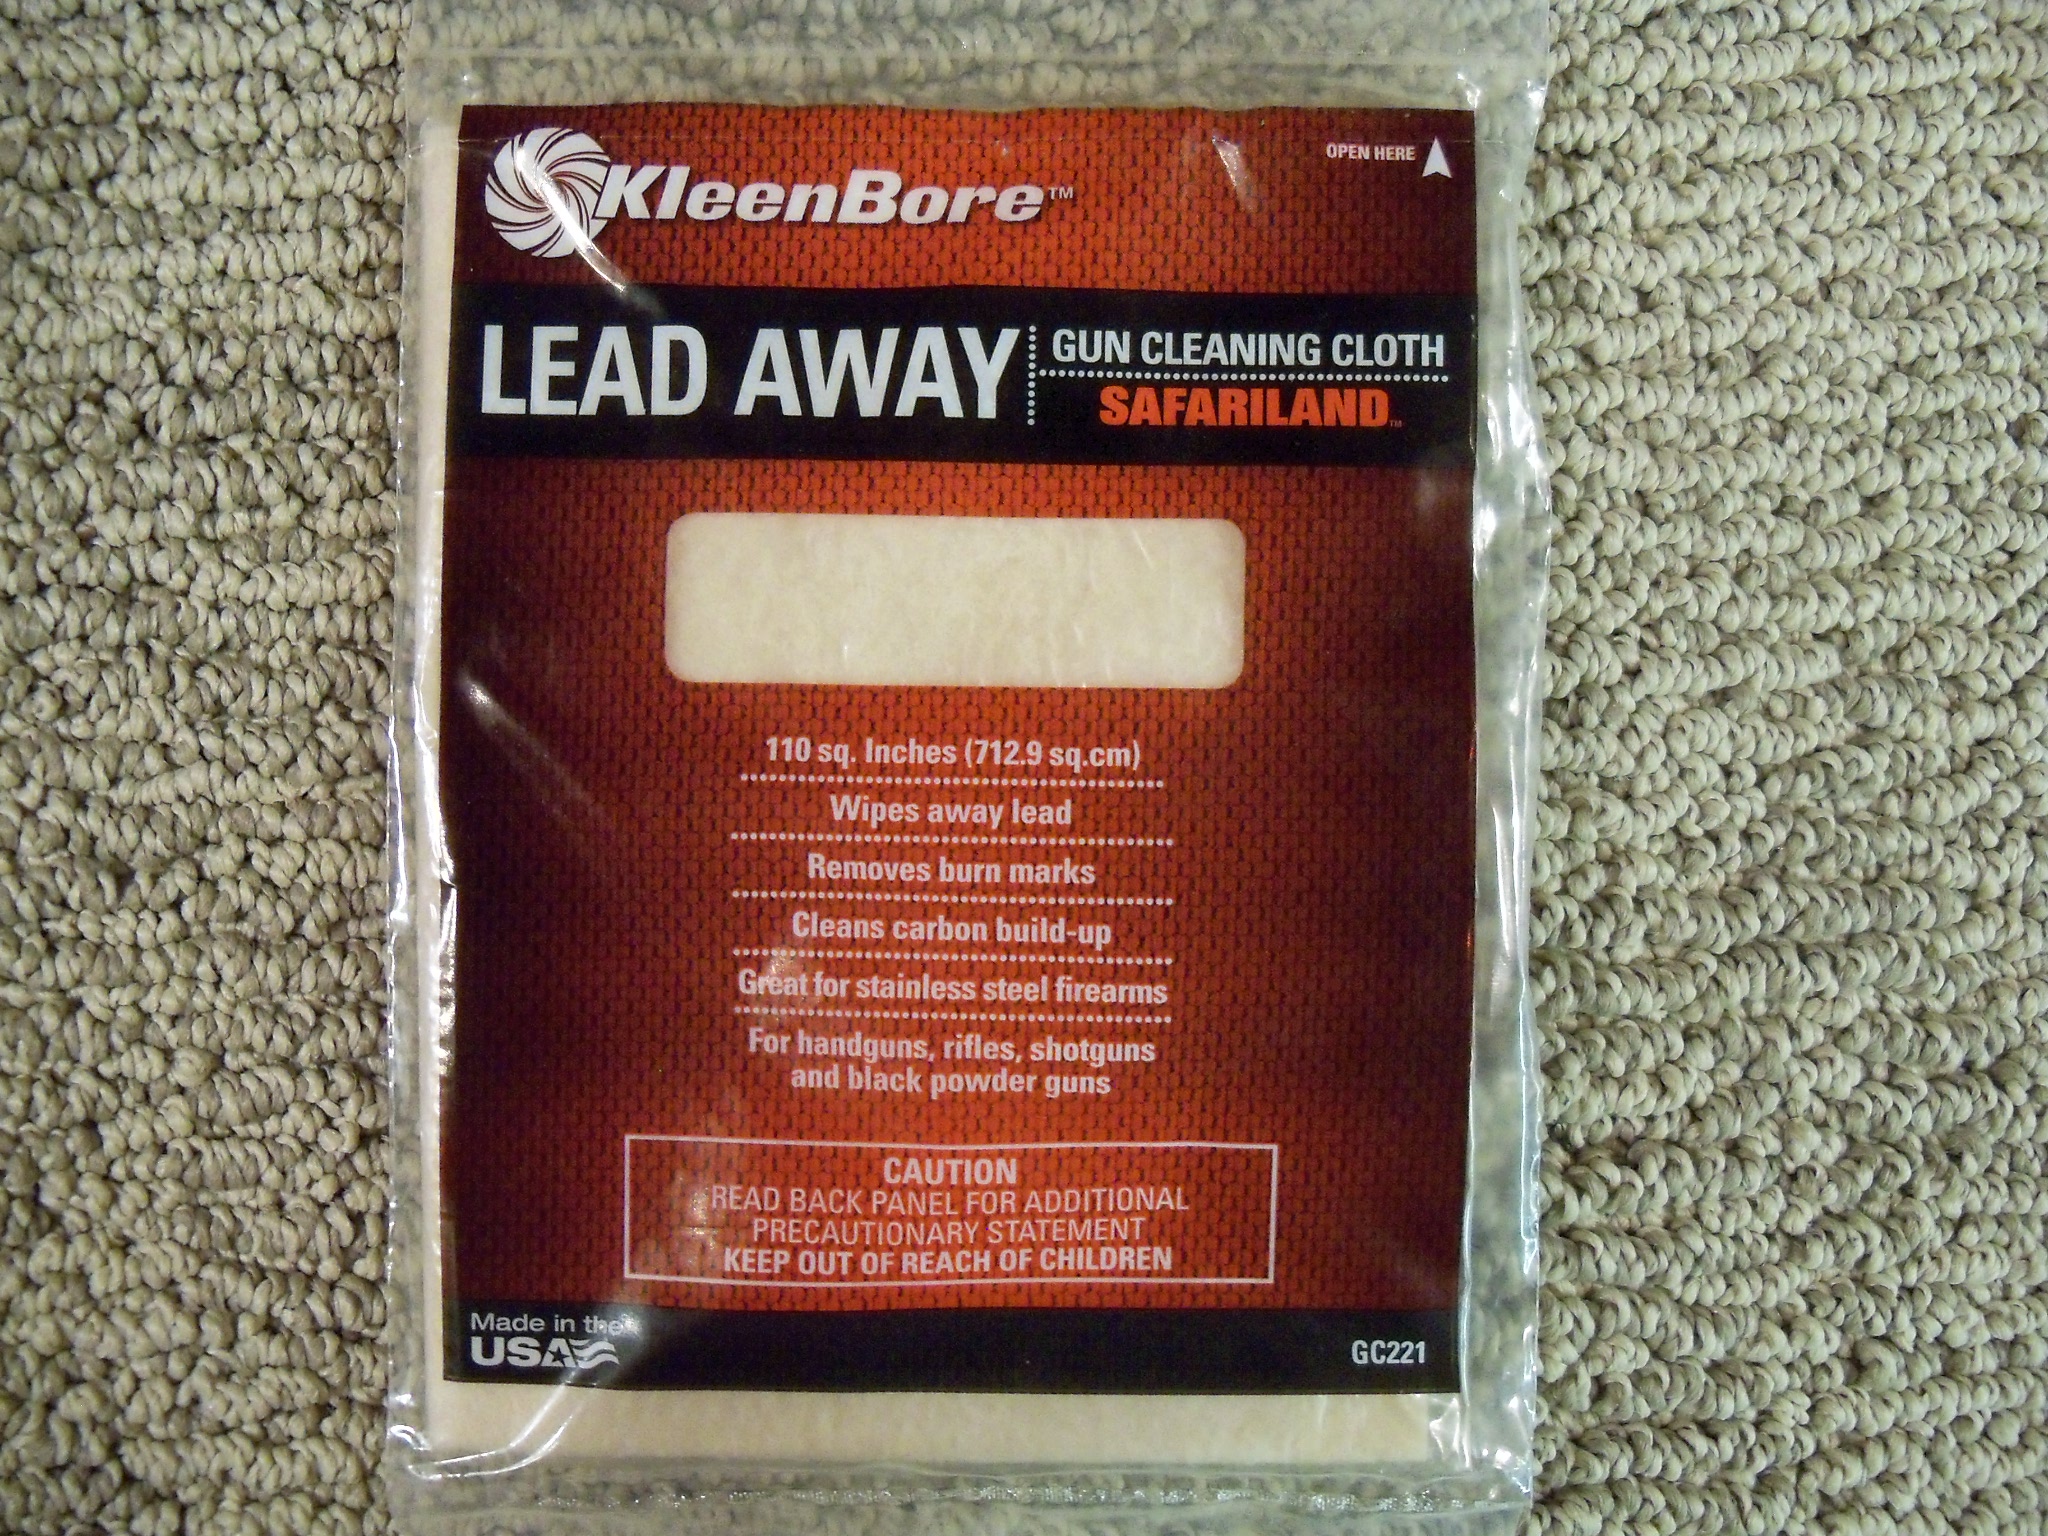 KleenBore™
OPEN HERE
LEAD AWAY
GUN CLEANING CLOTH
SAFARILAND™
110 sq. Inches (712.9 sq.cm)
Wipes away lead
Removes burn marks
Cleans carbon build-up
Great for stainless steel firearms
For handguns, rifles, shotguns
and black powder guns
CAUTION
READ BACK PANEL FOR ADDITIONAL
PRECAUTIONARY STATEMENT
KEEP OUT OF REACH OF CHILDREN
Made in the
USA
GC221